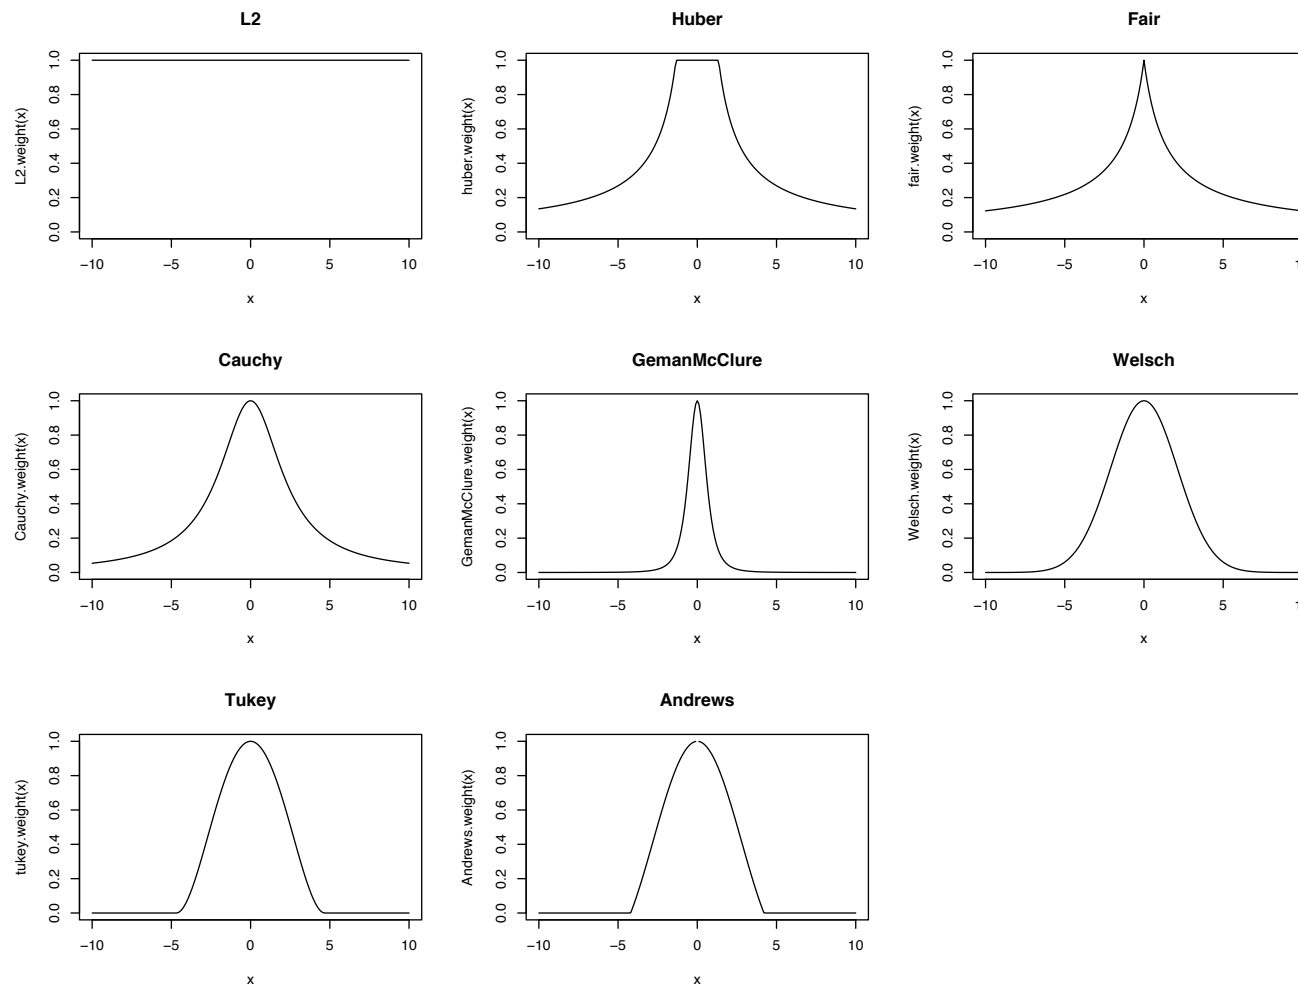 L2
L2.weight(x)
1.0
0.8
0.6
0.4
0.2
0.0
−10 −5 0 5 10
x
Huber
huber.weight(x)
1.0
0.8
0.6
0.4
0.2
0.0
−10 −5 0 5 10
x
Fair
fair.weight(x)
1.0
0.8
0.6
0.4
0.2
0.0
−10 −5 0 5 1
x
Cauchy
Cauchy.weight(x)
1.0
0.8
0.6
0.4
0.2
0.0
−10 −5 0 5 10
x
GemanMcClure
GemanMcClure.weight(x)
1.0
0.8
0.6
0.4
0.2
0.0
−10 −5 0 5 10
x
Welsch
Welsch.weight(x)
1.0
0.8
0.6
0.4
0.2
0.0
−10 −5 0 5 1
x
Tukey
tukey.weight(x)
1.0
0.8
0.6
0.4
0.2
0.0
−10 −5 0 5 10
x
Andrews
Andrews.weight(x)
1.0
0.8
0.6
0.4
0.2
0.0
−10 −5 0 5 10
x